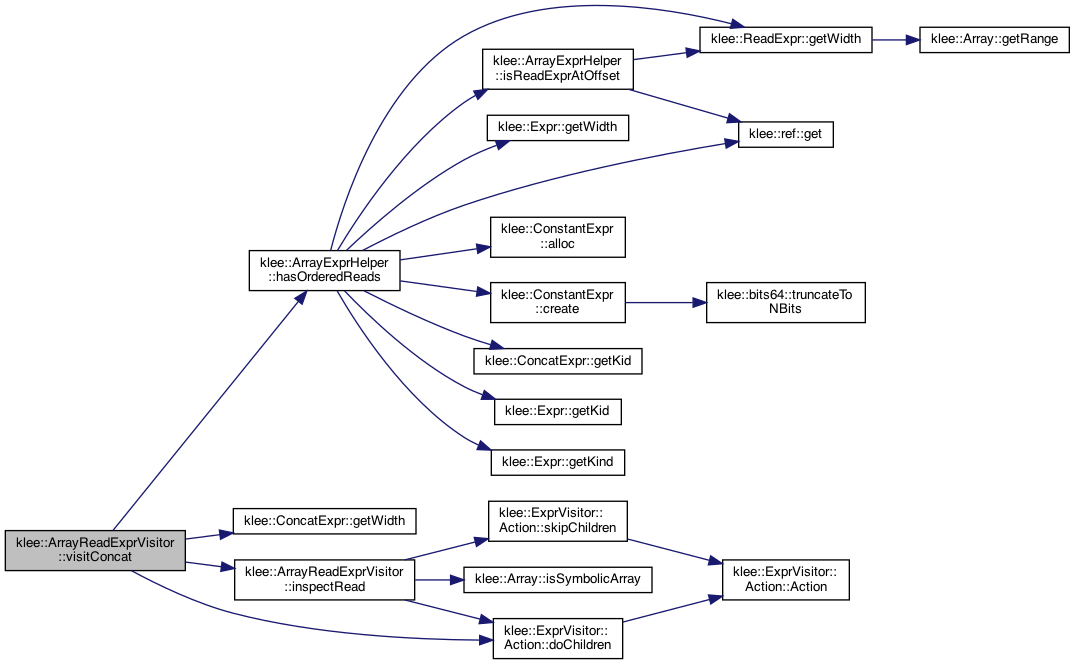 klee::ReadExpr::getWidth
klee::Array::getRange
klee::ArrayExprHelper
::isReadExprAtOffset
klee::Expr::getWidth
klee::ref::get
klee::ConstantExpr
::alloc
klee::ArrayExprHelper
::hasOrderedReads
klee::ConstantExpr
::create
klee::bits64::truncateTo
NBits
klee::ConcatExpr::getKid
klee::Expr::getKid
klee::Expr::getKind
klee::ArrayReadExprVisitor
::visitConcat
klee::ConcatExpr::getWidth
klee::ExprVisitor::
Action::skipChildren
klee::ArrayReadExprVisitor
::inspectRead
klee::Array::isSymbolicArray
klee::ExprVisitor::
Action::Action
klee::ExprVisitor::
Action::doChildren